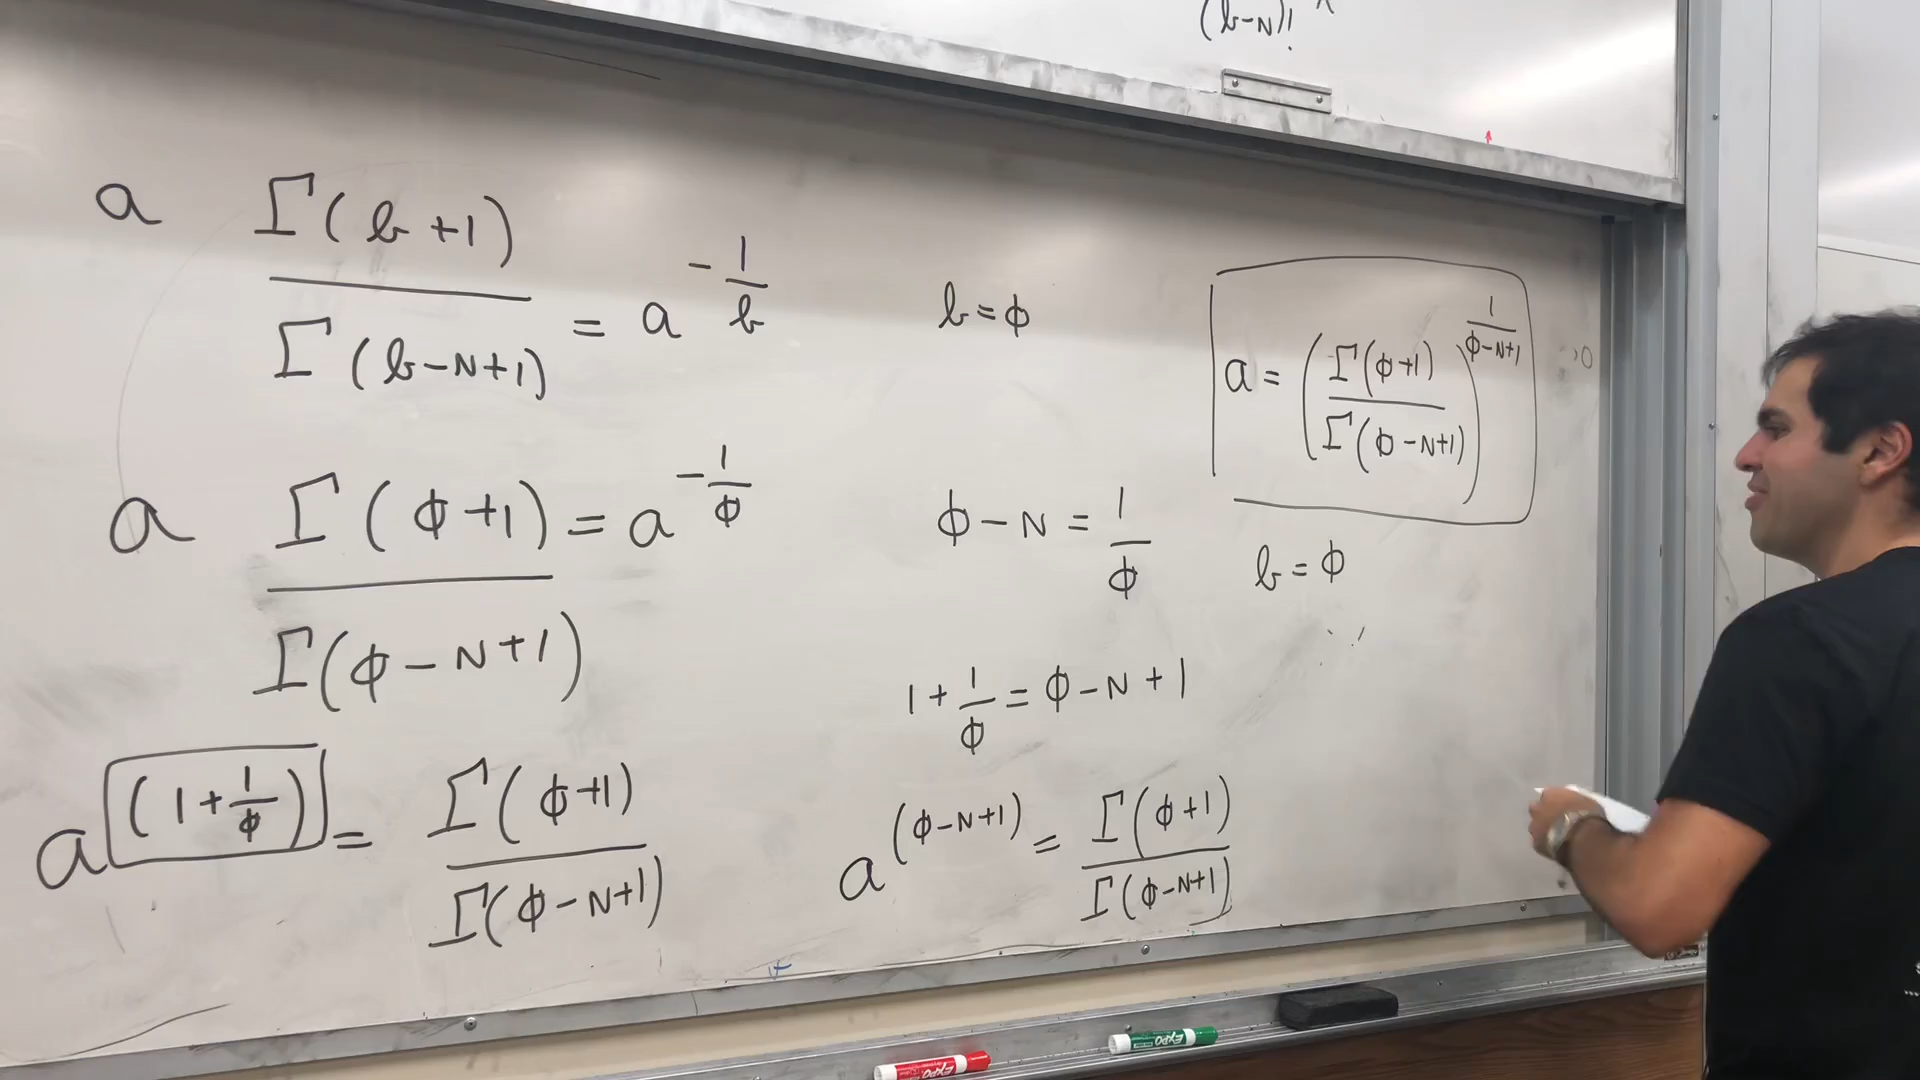 (b-N)!
a Γ(b+1) / Γ(b-N+1) = a^(-1/b)
b=ϕ
a Γ(ϕ+1) / Γ(ϕ-N+1) = a^(-1/ϕ)
ϕ-N = 1/ϕ
1+1/ϕ = ϕ-N+1
a^(1+1/ϕ) = Γ(ϕ+1) / Γ(ϕ-N+1)
a^(ϕ-N+1) = Γ(ϕ+1) / Γ(ϕ-N+1)
a = (Γ(ϕ+1) / Γ(ϕ-N+1))^(1/(ϕ-N+1))
b=ϕ
EXPO
EXPO